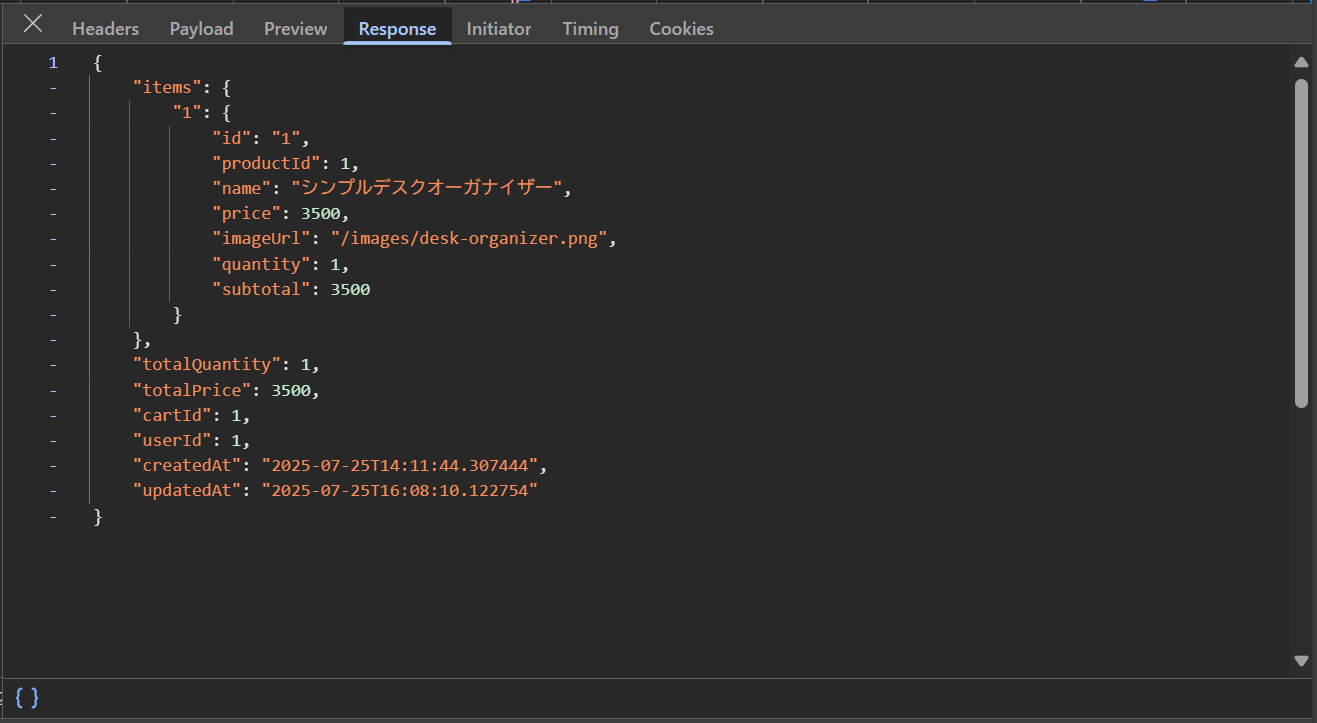 Headers Payload Preview Response Initiator Timing Cookies
1 {
- "items": {
- "1": {
- "id": "1",
- "productId": 1,
- "name": "シンプルデスクオーガナイザー",
- "price": 3500,
- "imageUrl": "/images/desk-organizer.png",
- "quantity": 1,
- "subtotal": 3500
- }
- },
- "totalQuantity": 1,
- "totalPrice": 3500,
- "cartId": 1,
- "userId": 1,
- "createdAt": "2025-07-25T14:11:44.307444",
- "updatedAt": "2025-07-25T16:08:10.122754"
- }
{ }